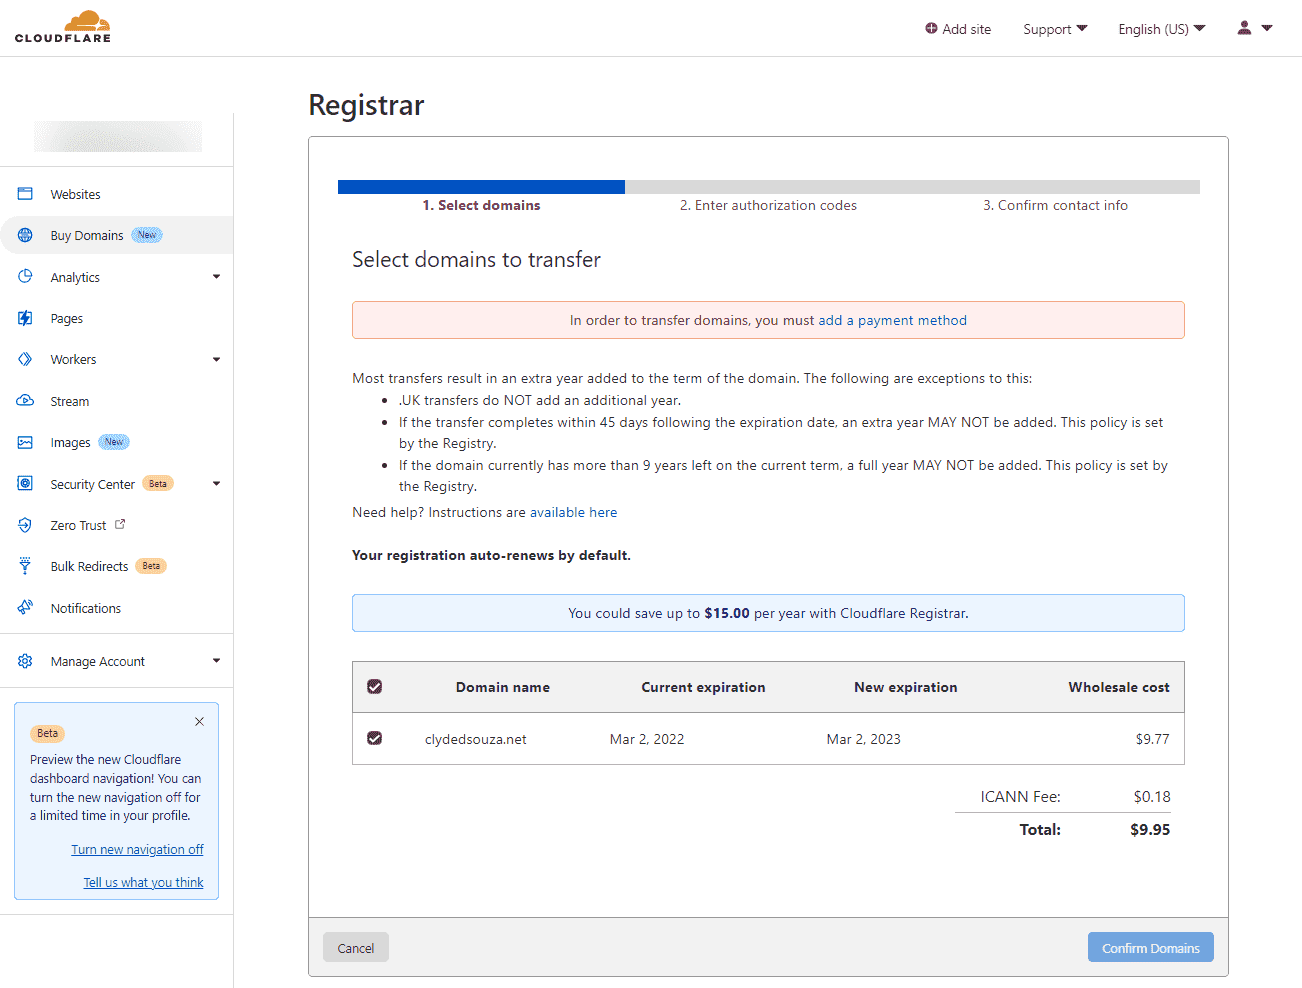 CLOUDFLARE
Add site
Support
English (US)
Websites
Buy Domains New
Analytics
Pages
Workers
Stream
Images New
Security Center Beta
Zero Trust
Bulk Redirects Beta
Notifications
Manage Account
Beta
Preview the new Cloudflare
dashboard navigation! You can
turn the new navigation off for
a limited time in your profile.
Turn new navigation off
Tell us what you think
Registrar
1. Select domains
2. Enter authorization codes
3. Confirm contact info
Select domains to transfer
In order to transfer domains, you must add a payment method
Most transfers result in an extra year added to the term of the domain. The following are exceptions to this:
.UK transfers do NOT add an additional year.
If the transfer completes within 45 days following the expiration date, an extra year MAY NOT be added. This policy is set
by the Registry.
If the domain currently has more than 9 years left on the current term, a full year MAY NOT be added. This policy is set by
the Registry.
Need help? Instructions are available here
Your registration auto-renews by default.
You could save up to $15.00 per year with Cloudflare Registrar.
Domain name Current expiration New expiration Wholesale cost
clydedsouza.net Mar 2, 2022 Mar 2, 2023 $9.77
ICANN Fee: $0.18
Total: $9.95
Cancel
Confirm Domains